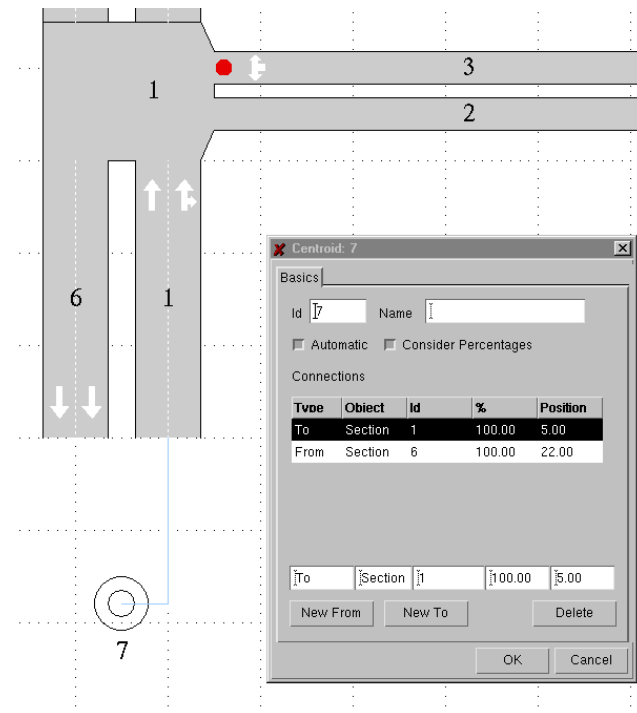 3
1
2
Centroid: 7
Basics
6
1
Id 7 Name
Automatic Consider Percentages
Connections
Type Object Id % Position
To Section 1 100.00 5.00
From Section 6 100.00 22.00
To Section 1 100.00 5.00
New From New To Delete
7
OK Cancel